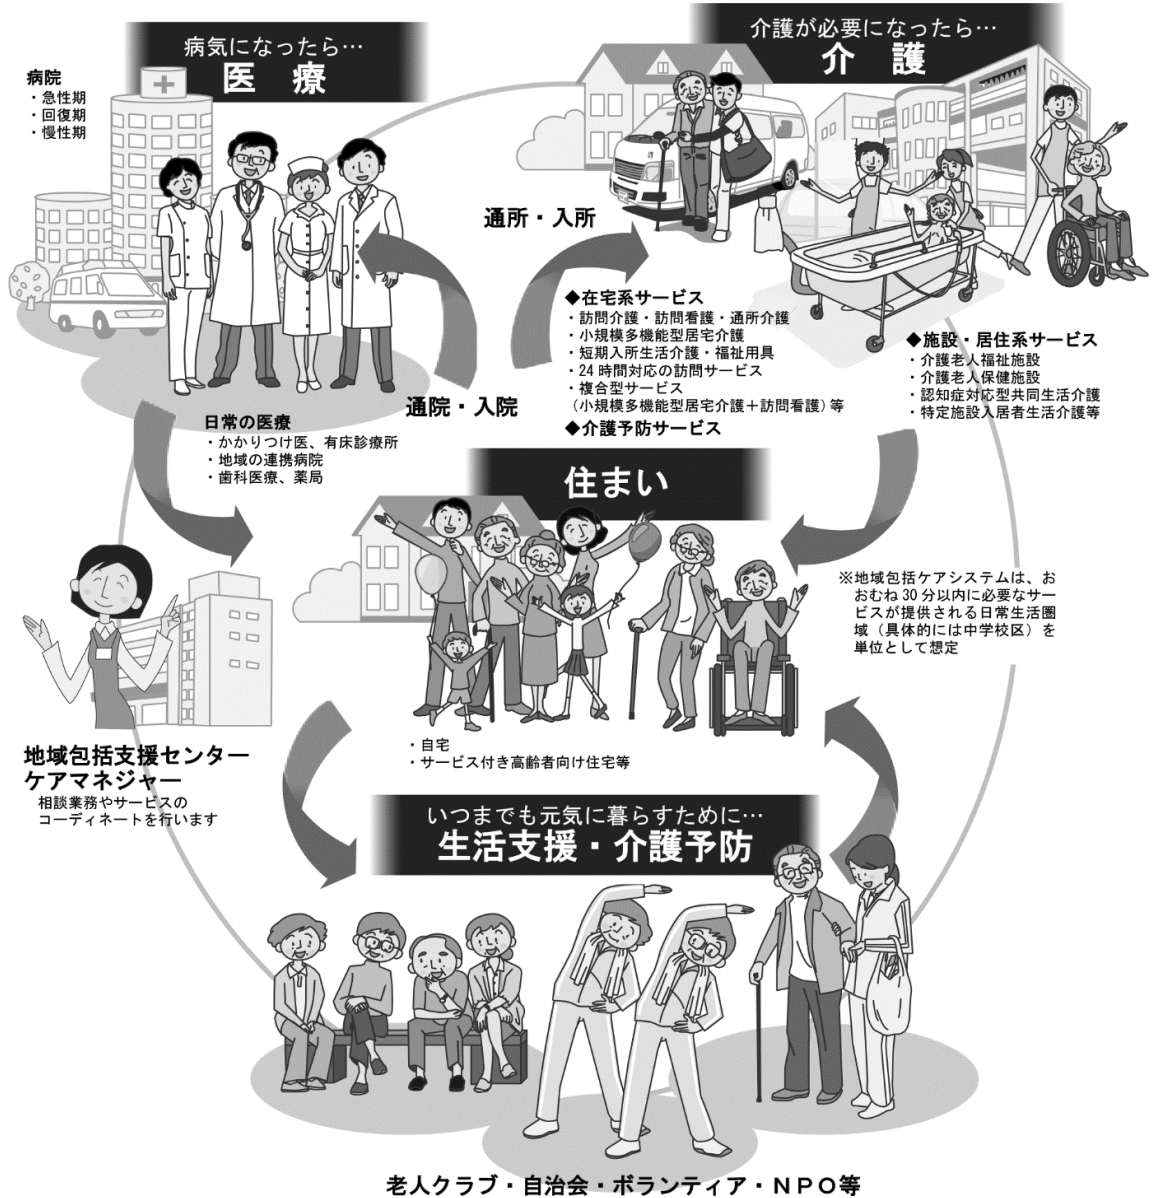 病気になったら…
医 療
病院
・急性期
・回復期
・慢性期
介護が必要になったら…
介 護
通所・入所
通院・入院
日常の医療
・かかりつけ医、有床診療所
・地域の連携病院
・歯科医療、薬局
◆在宅系サービス
・訪問介護・訪問看護・通所介護
・小規模多機能型居宅介護
・短期入所生活介護・福祉用具
・24時間対応の訪問サービス
・複合型サービス
（小規模多機能型居宅介護＋訪問看護）等
◆介護予防サービス
◆施設・居住系サービス
・介護老人福祉施設
・介護老人保健施設
・認知症対応型共同生活介護
・特定施設入居者生活介護等
住まい
※地域包括ケアシステムは、お
おむね30分以内に必要なサー
ビスが提供される日常生活圏
域（具体的には中学校区）を
単位として想定
・自宅
・サービス付き高齢者向け住宅等
地域包括支援センター
ケアマネジャー
相談業務やサービスの
コーディネートを行います
いつまでも元気に暮らすために…
生活支援・介護予防
老人クラブ・自治会・ボランティア・ＮＰＯ等